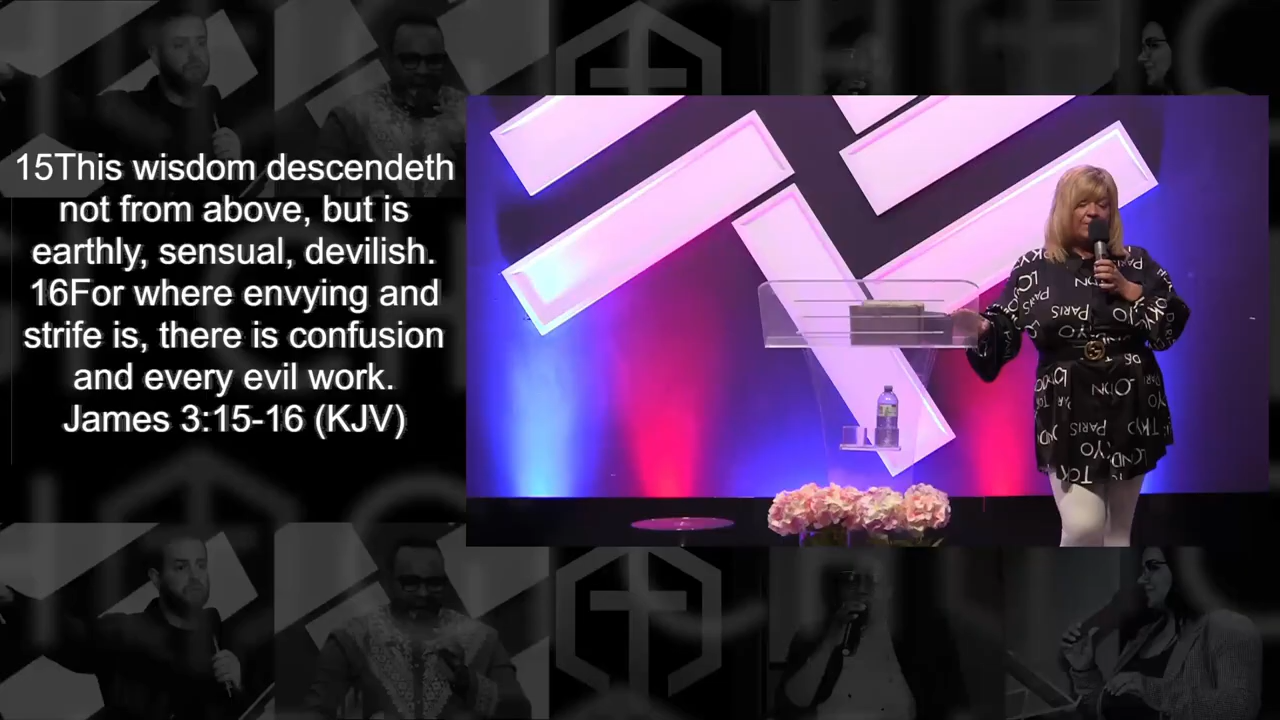 15This wisdom descendeth
not from above, but is
earthly, sensual, devilish.
16For where envying and
strife is, there is confusion
and every evil work.
James 3:15-16 (KJV)